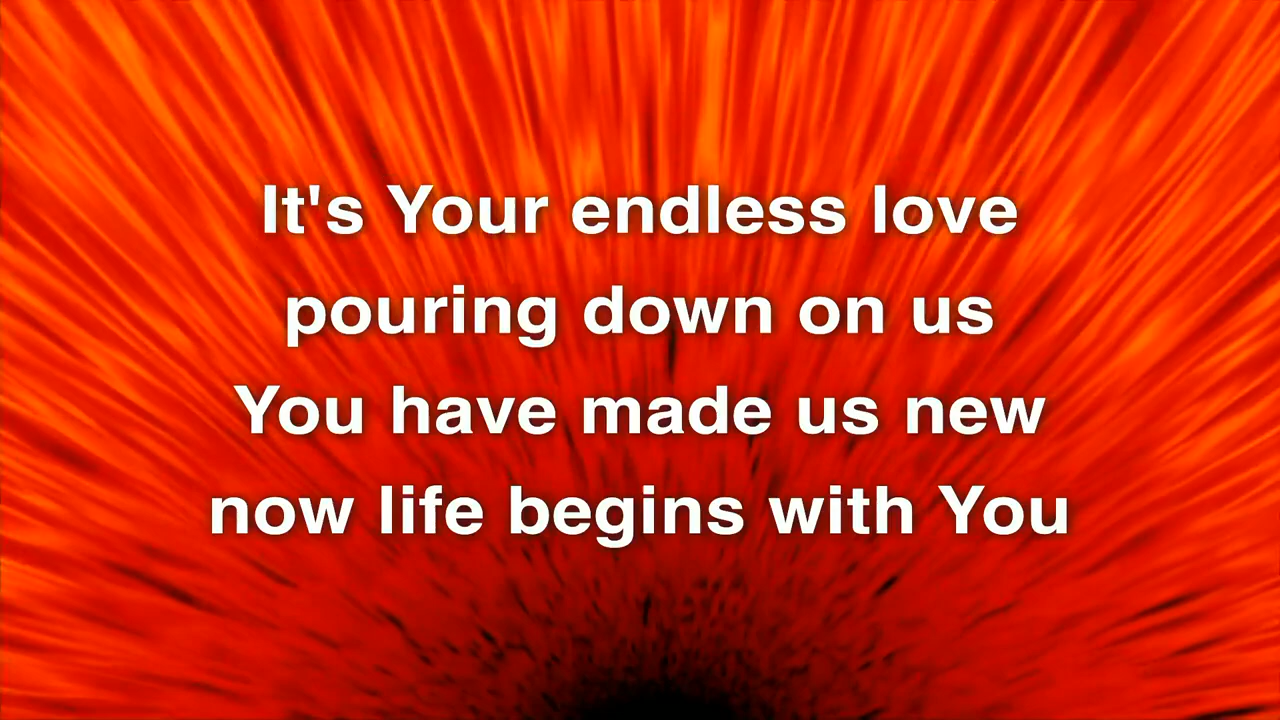 It's Your endless love
pouring down on us
You have made us new
now life begins with You